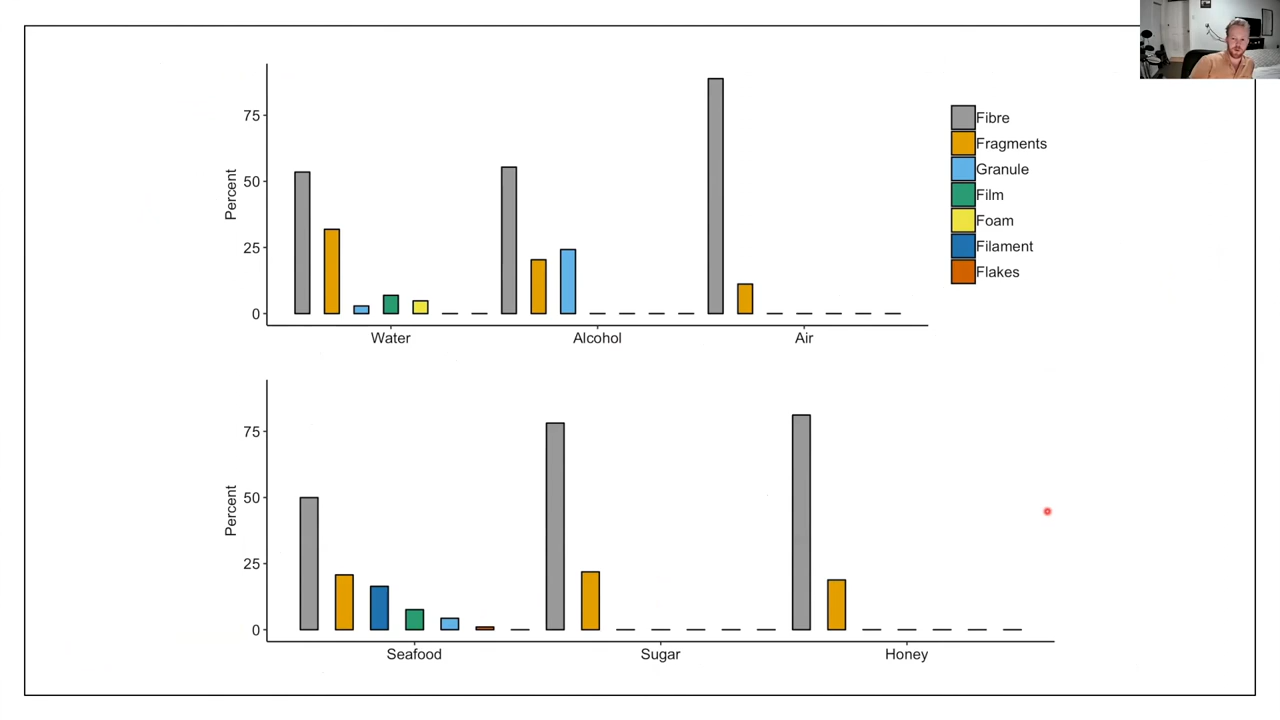 75
50
25
0
Percent
Water Alcohol Air
Fibre
Fragments
Granule
Film
Foam
Filament
Flakes
75
50
25
0
Percent
Seafood Sugar Honey